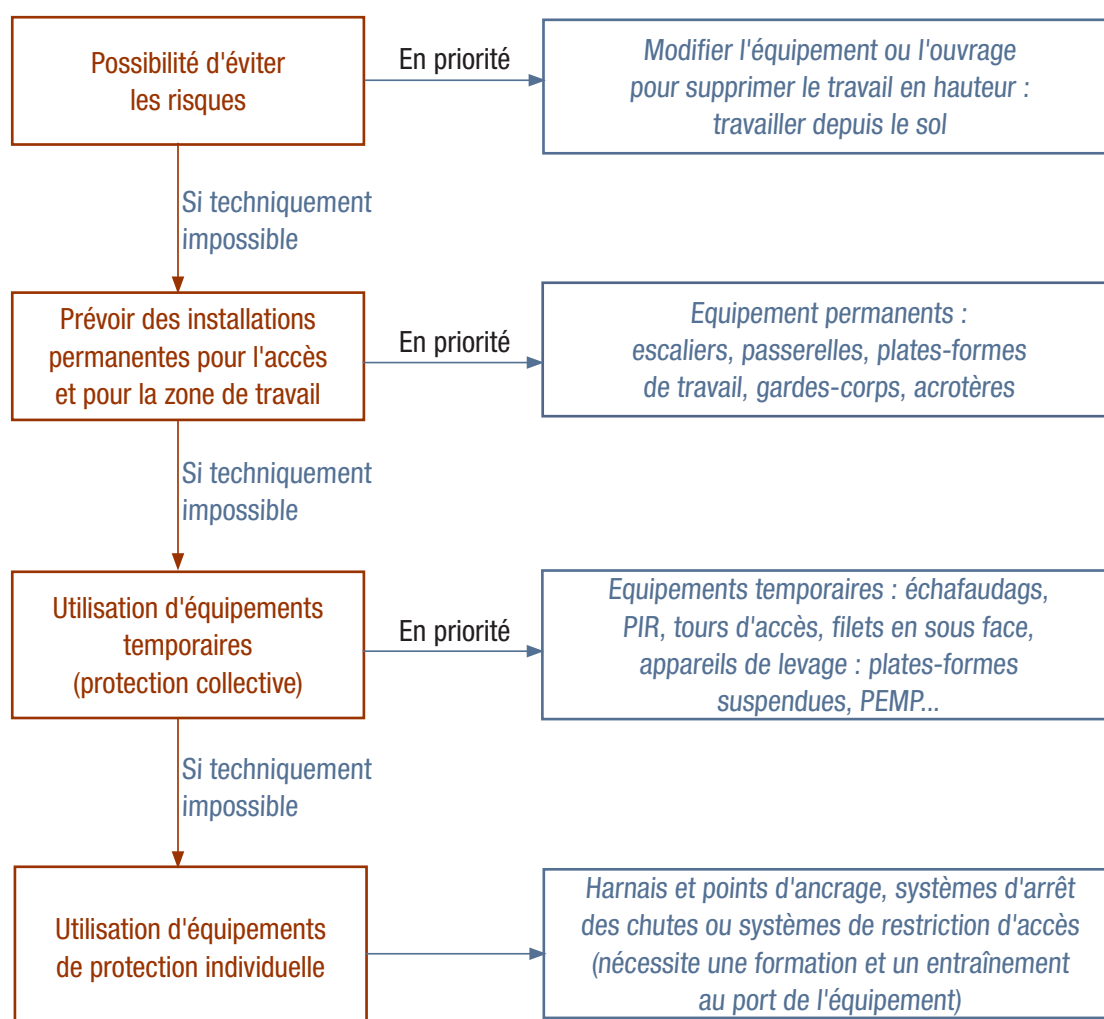 Possibilité d'éviter
les risques
En priorité
Modifier l'équipement ou l'ouvrage
pour supprimer le travail en hauteur :
travailler depuis le sol
Si techniquement
impossible
Prévoir des installations
permanentes pour l'accès
et pour la zone de travail
En priorité
Equipement permanents :
escaliers, passerelles, plates-formes
de travail, gardes-corps, acrotères
Si techniquement
impossible
Utilisation d'équipements
temporaires
(protection collective)
En priorité
Equipements temporaires : échafaudags,
PIR, tours d'accès, filets en sous face,
appareils de levage : plates-formes
suspendues, PEMP...
Si techniquement
impossible
Utilisation d'équipements
de protection individuelle
Harnais et points d'ancrage, systèmes d'arrêt
des chutes ou systèmes de restriction d'accès
(nécessite une formation et un entraînement
au port de l'équipement)